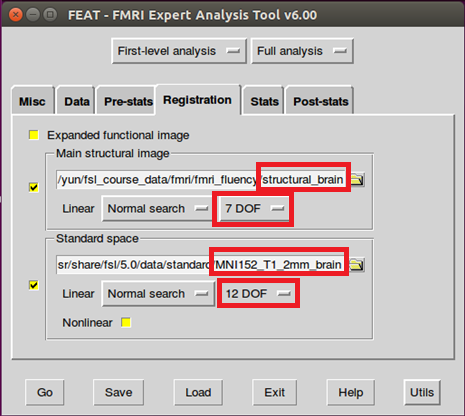 FEAT - FMRI Expert Analysis Tool v6.00
First-level analysis Full analysis
Misc Data Pre-stats Registration Stats Post-stats
Expanded functional image
Main structural image
/yun/fsl_course_data/fmri/fmri_fluency/structural_brain
Linear Normal search 7 DOF
Standard space
sr/share/fsl/5.0/data/standard/MNI152_T1_2mm_brain
Linear Normal search 12 DOF
Nonlinear
Go Save Load Exit Help Utils